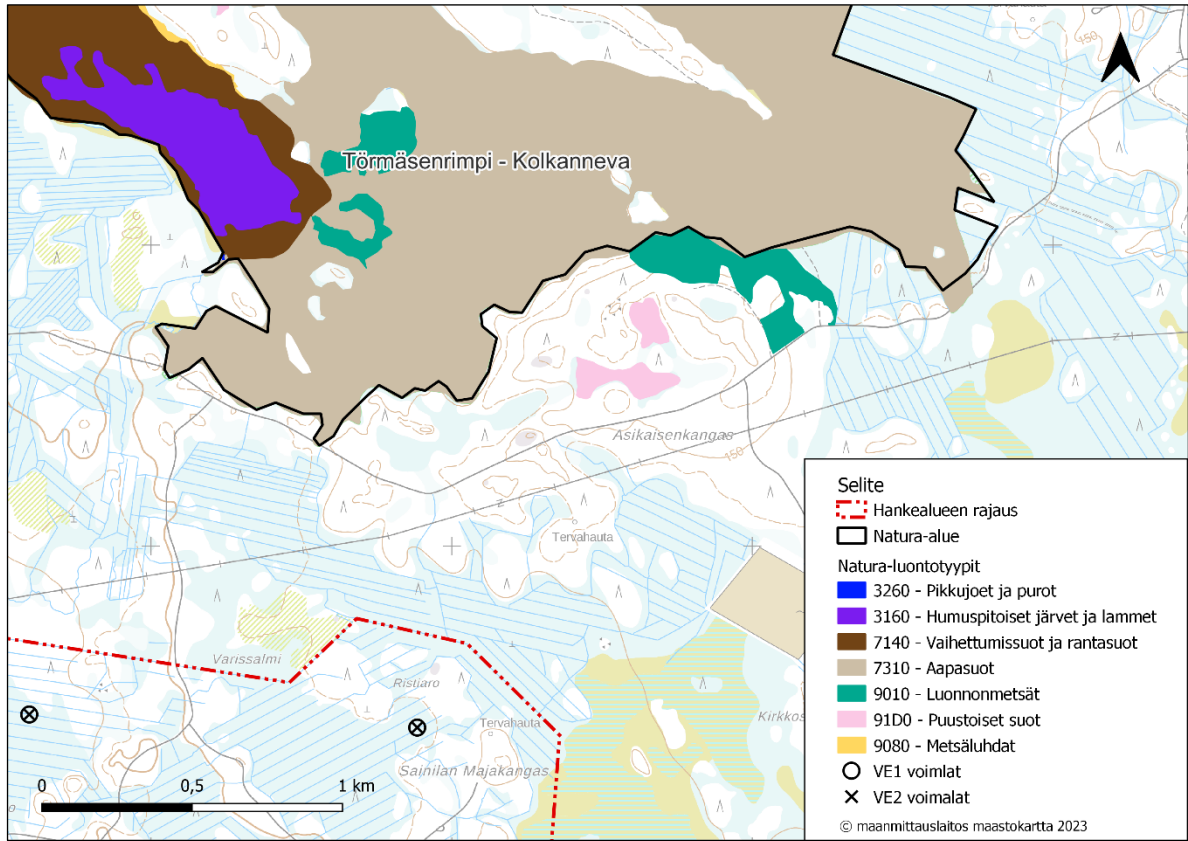 150
Törmäsenrimpi - Kolkanneva
Z
Asikaisenkangas
150
Z
Tervahauta
Z
Varissalmi
Ristiaro
Tervahauta
Kirkkos
Sainiian Majakangas
0
0,5
1 km
Selite
Hankealueen rajaus
Natura-alue
Natura-luontotyypit
3260 - Pikkujoet ja purot
3160 - Humuspitoiset järvet ja lammet
7140 - Vaihettumissuot ja rantasuot
7310 - Aapasuot
9010 - Luonnonmetsät
91D0 - Puustoiset suot
9080 - Metsäluhdat
VE1 voimlat
VE2 voimalat
© maanmittauslaitos maastokartta 2023